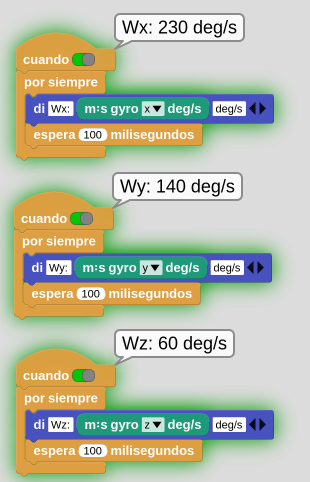 Wx: 230 deg/s
cuando
por siempre
di Wx: m:s gyro x deg/s deg/s
espera 100 milisegundos
Wy: 140 deg/s
cuando
por siempre
di Wy: m:s gyro y deg/s deg/s
espera 100 milisegundos
Wz: 60 deg/s
cuando
por siempre
di Wz: m:s gyro z deg/s deg/s
espera 100 milisegundos